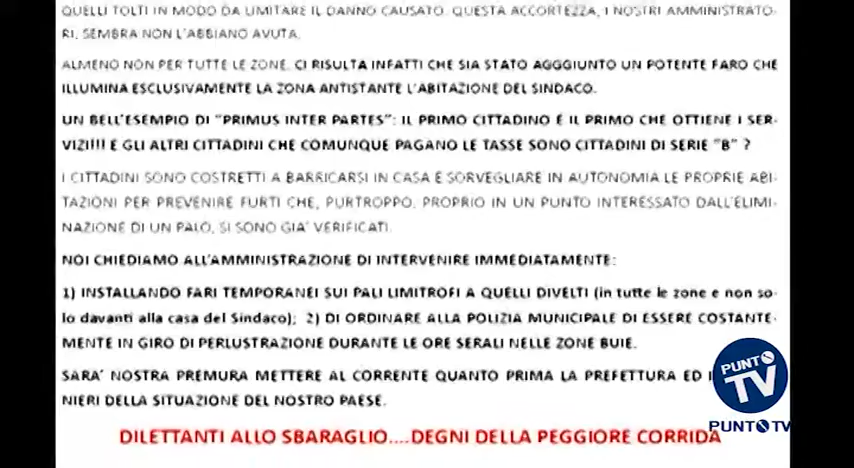 QUELLI TOLTI IN MODO DA LIMITARE IL DANNO CAUSATO. QUESTA ACCORTEZZA, I NOSTRI AMMINISTRATO-
RI, SEMBRA NON L'ABBIANO AVUTA.
ALMENO NON PER TUTTE LE ZONE. CI RISULTA INFATTI CHE SIA STATO AGGGIUNTO UN POTENTE FARO CHE
ILLUMINA ESCLUSIVAMENTE LA ZONA ANTISTANTE L'ABITAZIONE DEL SINDACO.
UN BELL'ESEMPIO DI "PRIMUS INTER PARTES": IL PRIMO CITTADINO E IL PRIMO CHE OTTIENE I SER-
VIZI!!! E GLI ALTRI CITTADINI CHE COMUNQUE PAGANO LE TASSE SONO CITTADINI DI SERIE "B" ?
I CITTADINI SONO COSTRETTI A BARRICARSI IN CASA E SORVEGLIARE IN AUTONOMIA LE PROPRIE ABI-
TAZIONI PER PREVENIRE FURTI CHE, PURTROPPO, PROPRIO IN UN PUNTO INTERESSATO DALL'ELIMI-
NAZIONE DI UN PALO, SI SONO GIA' VERIFICATI.
NOI CHIEDIAMO ALL'AMMINISTRAZIONE DI INTERVENIRE IMMEDIATAMENTE:
1) INSTALLANDO FARI TEMPORANEI SUI PALI LIMITROFI A QUELLI DIVELTI (in tutte le zone e non so-
lo davanti alla casa del Sindaco); 2) DI ORDINARE ALLA POLIZIA MUNICIPALE DI ESSERE COSTANTE-
MENTE IN GIRO DI PERLUSTRAZIONE DURANTE LE ORE SERALI NELLE ZONE BUIE.
SARA' NOSTRA PREMURA METTERE AL CORRENTE QUANTO PRIMA LA PREFETTURA ED I
NIERI DELLA SITUAZIONE DEL NOSTRO PAESE.
DILETTANTI ALLO SBARAGLIO....DEGNI DELLA PEGGIORE CORRIDA
PUNTO
TV
PUNTO TV